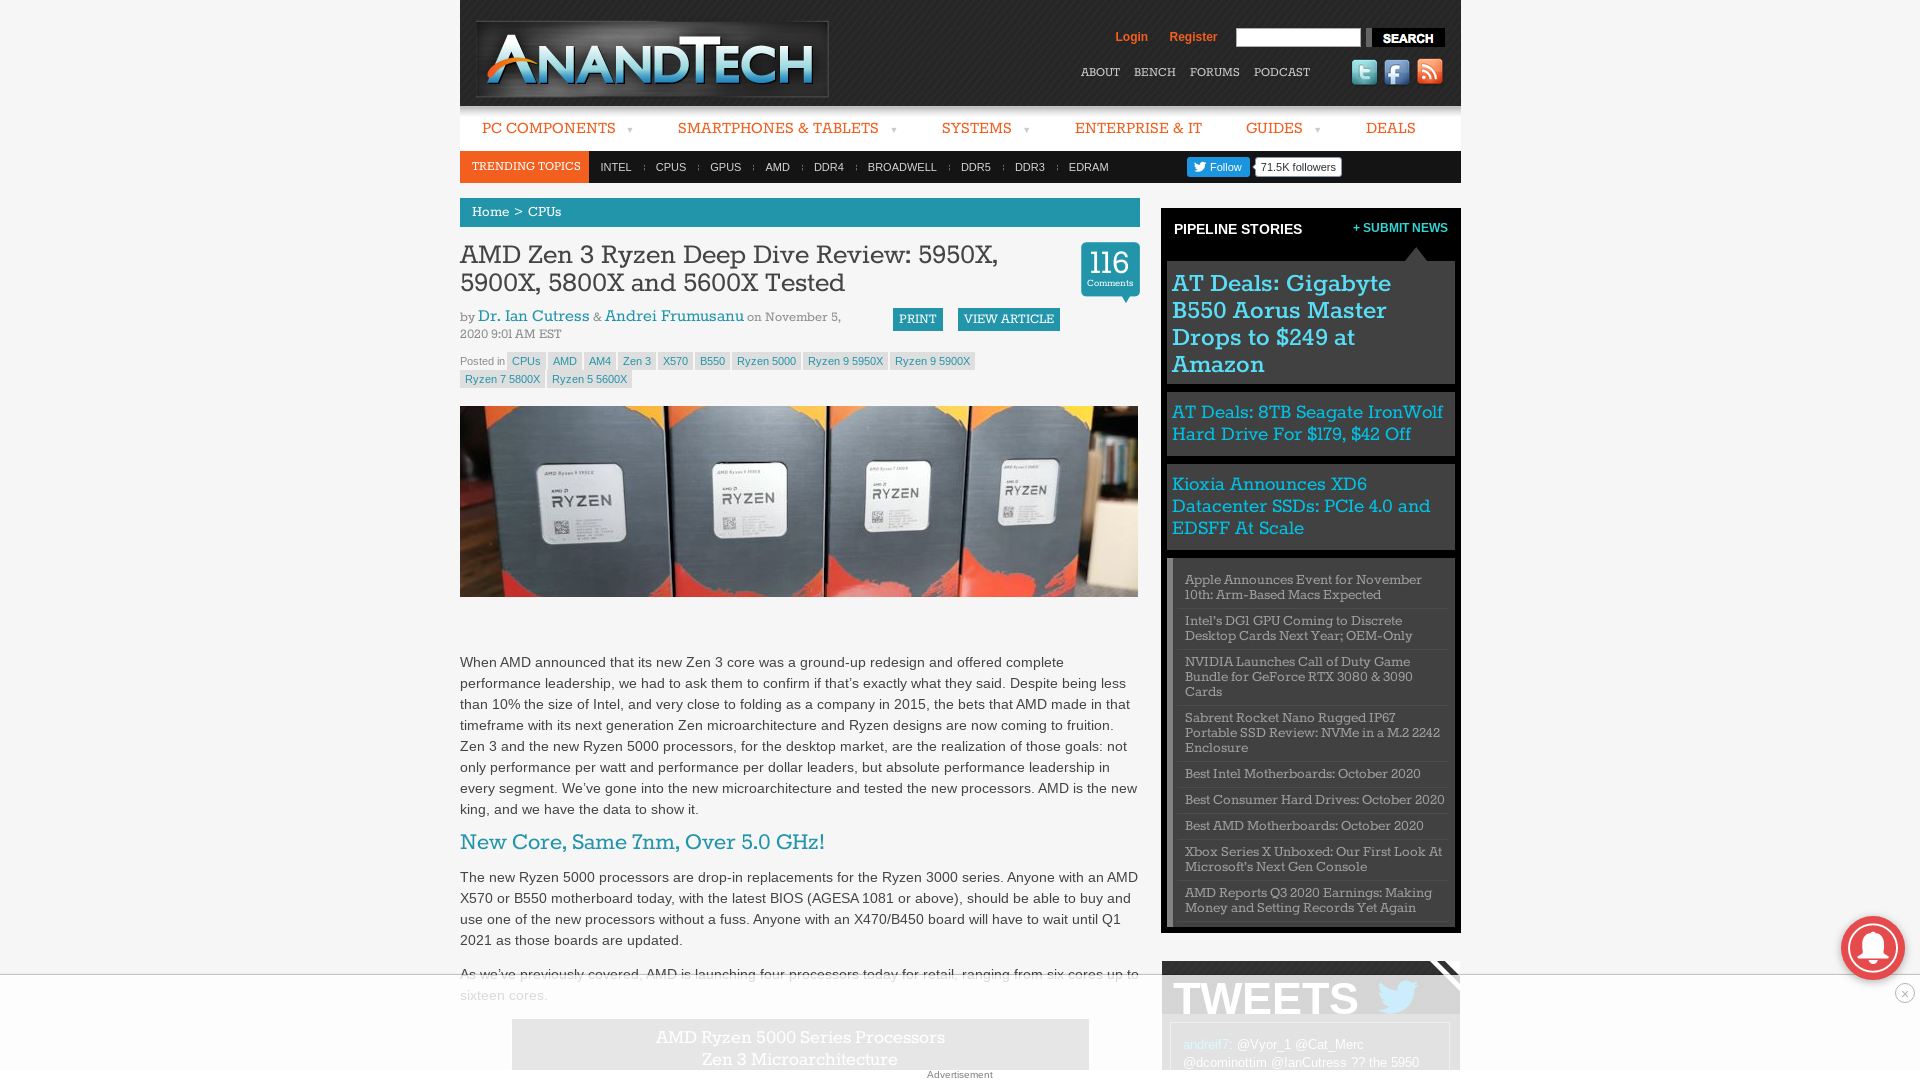 ANANDTECH
Login
Register
SEARCH
ABOUT
BENCH
FORUMS
PODCAST
PC COMPONENTS
SMARTPHONES & TABLETS
SYSTEMS
ENTERPRISE & IT
GUIDES
DEALS
TRENDING TOPICS
INTEL
CPUS
GPUS
AMD
DDR4
BROADWELL
DDR5
DDR3
EDRAM
Follow
71.5K followers
Home > CPUs
AMD Zen 3 Ryzen Deep Dive Review: 5950X,
5900X, 5800X and 5600X Tested
116
Comments
by Dr. Ian Cutress & Andrei Frumusanu on November 5,
2020 9:01 AM EST
PRINT
VIEW ARTICLE
Posted in CPUs AMD AM4 Zen 3 X570 B550 Ryzen 5000 Ryzen 9 5950X Ryzen 9 5900X
Ryzen 7 5800X Ryzen 5 5600X
RYZEN
RYZEN
RYZEN
RYZEN
When AMD announced that its new Zen 3 core was a ground-up redesign and offered complete
performance leadership, we had to ask them to confirm if that's exactly what they said. Despite being less
than 10% the size of Intel, and very close to folding as a company in 2015, the bets that AMD made in that
timeframe with its next generation Zen microarchitecture and Ryzen designs are now coming to fruition.
Zen 3 and the new Ryzen 5000 processors, for the desktop market, are the realization of those goals: not
only performance per watt and performance per dollar leaders, but absolute performance leadership in
every segment. We've gone into the new microarchitecture and tested the new processors. AMD is the new
king, and we have the data to show it.
New Core, Same 7nm, Over 5.0 GHz!
The new Ryzen 5000 processors are drop-in replacements for the Ryzen 3000 series. Anyone with an AMD
X570 or B550 motherboard today, with the latest BIOS (AGESA 1081 or above), should be able to buy and
use one of the new processors without a fuss. Anyone with an X470/B450 board will have to wait until Q1
2021 as those boards are updated.
As we've previously covered, AMD is launching four processors today for retail, ranging from six cores up to
sixteen cores.
AMD Ryzen 5000 Series Processors
Zen 3 Microarchitecture
PIPELINE STORIES
+ SUBMIT NEWS
AT Deals: Gigabyte
B550 Aorus Master
Drops to $249 at
Amazon
AT Deals: 8TB Seagate IronWolf
Hard Drive For $179, $42 Off
Kioxia Announces XD6
Datacenter SSDs: PCIe 4.0 and
EDSFF At Scale
Apple Announces Event for November
10th: Arm-Based Macs Expected
Intel's DG1 GPU Coming to Discrete
Desktop Cards Next Year; OEM-Only
NVIDIA Launches Call of Duty Game
Bundle for GeForce RTX 3080 & 3090
Cards
Sabrent Rocket Nano Rugged IP67
Portable SSD Review: NVMe in a M.2 2242
Enclosure
Best Intel Motherboards: October 2020
Best Consumer Hard Drives: October 2020
Best AMD Motherboards: October 2020
Xbox Series X Unboxed: Our First Look At
Microsoft's Next Gen Console
AMD Reports Q3 2020 Earnings: Making
Money and Setting Records Yet Again
TWEETS
andreif7: @Vyor_1 @Cat_Merc
@dcominottim @IanCutress ?? the 5950
Advertisement